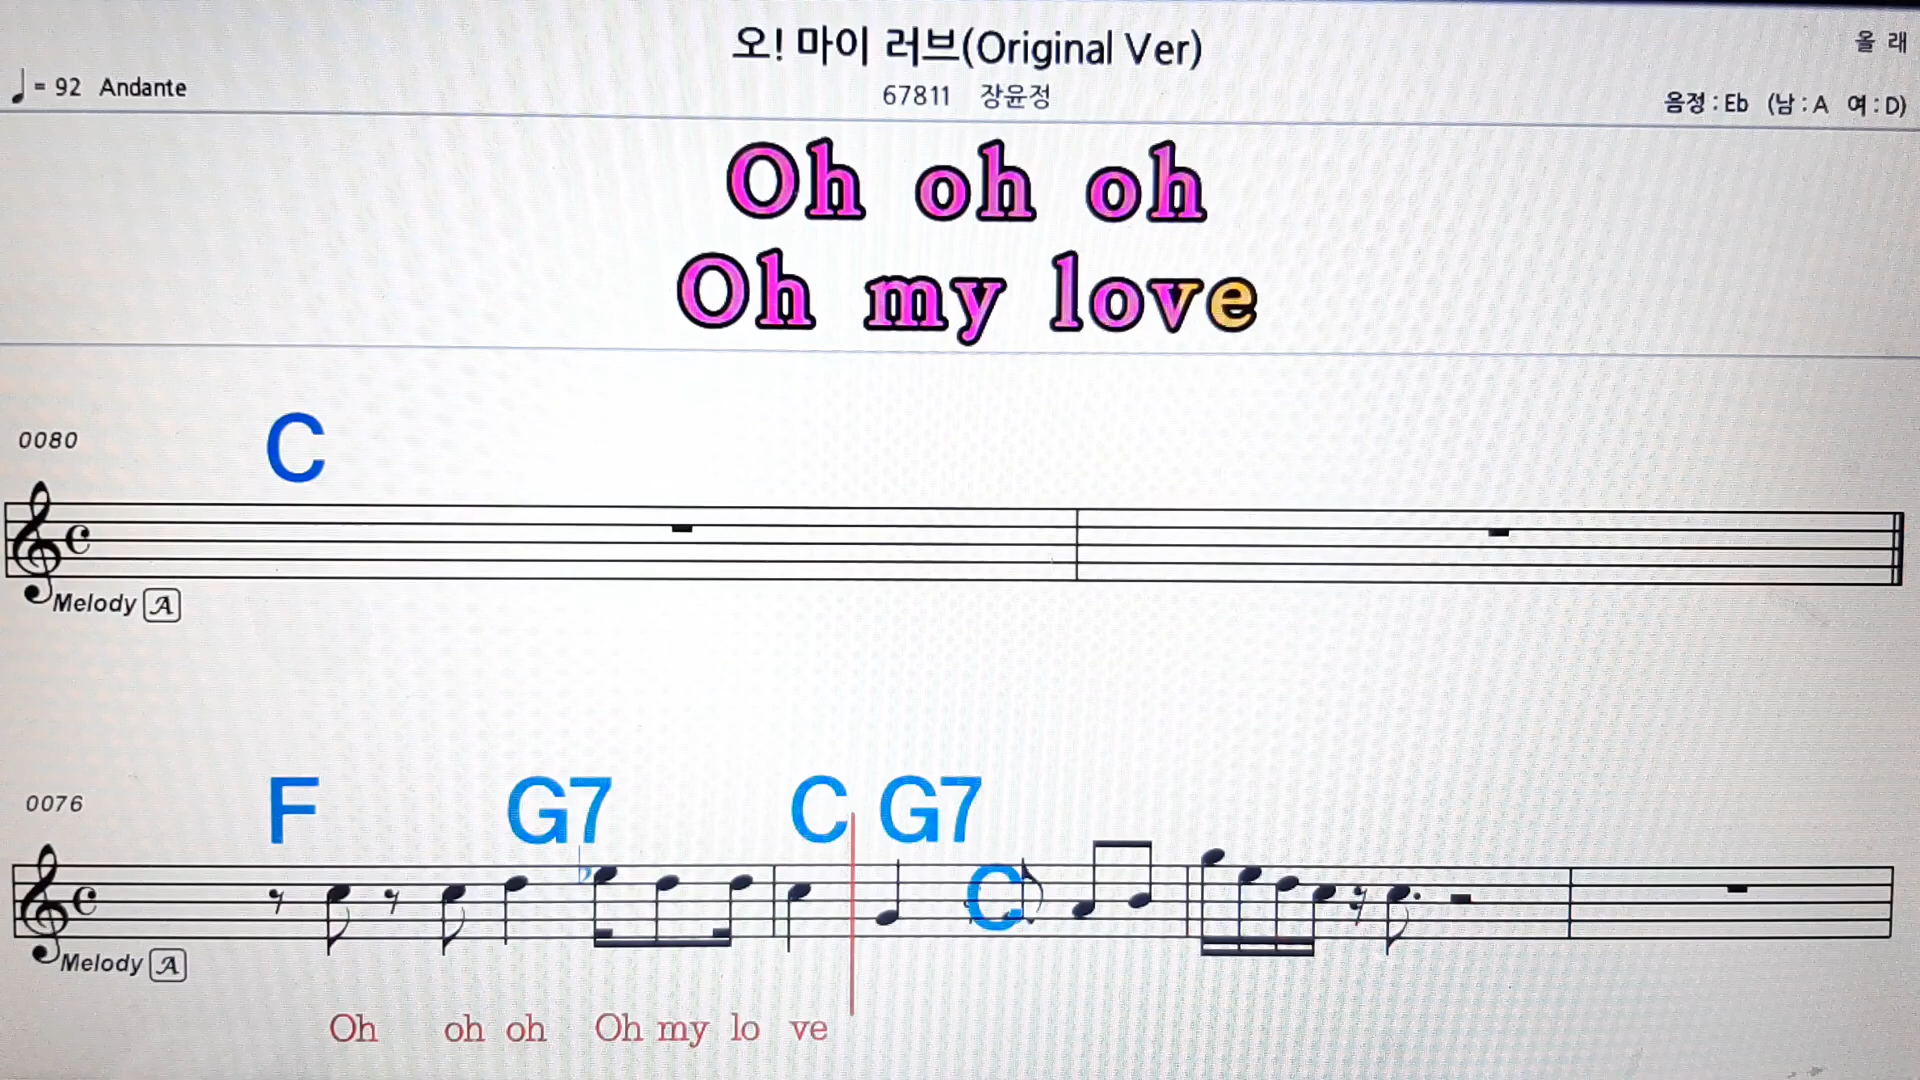 오! 마이 러브(Original Ver)
올 래
♩ = 92 Andante
67811 장윤정
음정 : Eb (남 : A 여 : D)
Oh oh oh
Oh my love
0080
C
Melody A
0076
F G7 C G7 C
Melody A
Oh oh oh Oh my lo ve